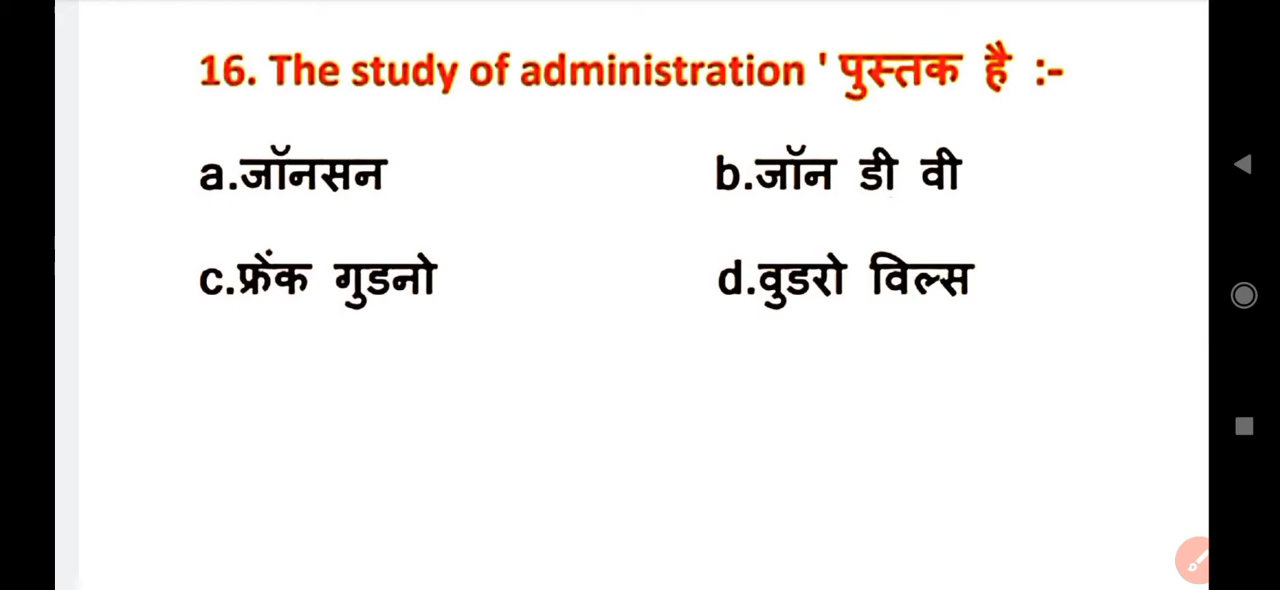 16. The study of administration ' पुस्तक है :-
a.जॉनसन b.जॉन डी वी
c.फ्रेंक गुडनो d.वुडरो विल्स